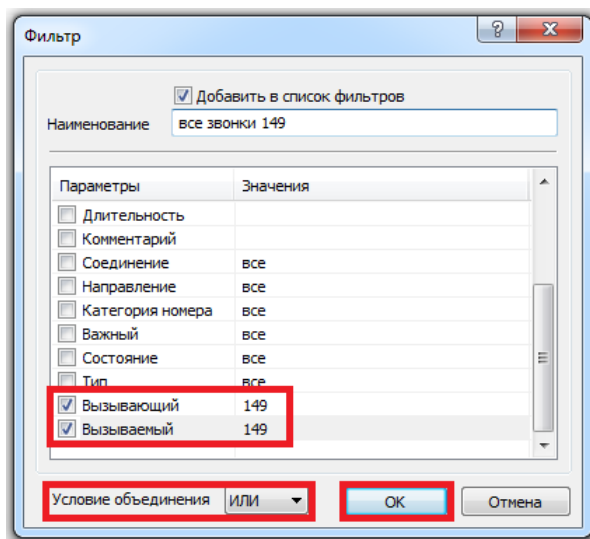 Фильтр
Добавить в список фильтров
Наименование все звонки 149
Параметры Значения
Длительность
Комментарий
Соединение все
Направление все
Категория номера все
Важный все
Состояние все
Тип все
Вызывающий 149
Вызываемый 149
Условие объединения ИЛИ OK Отмена